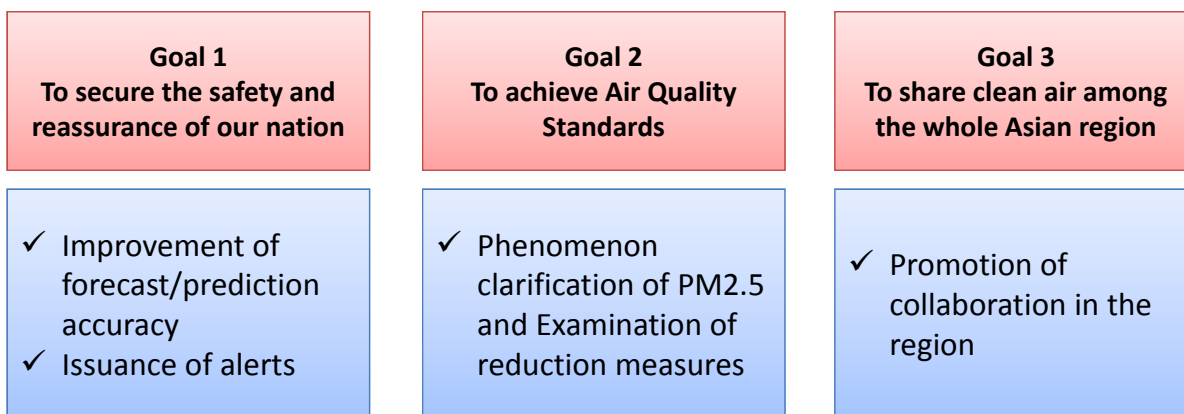 Goal 1
To secure the safety and
reassurance of our nation
Goal 2
To achieve Air Quality
Standards
Goal 3
To share clean air among
the whole Asian region
✓ Improvement of
forecast/prediction
accuracy
✓ Issuance of alerts
✓ Phenomenon
clarification of PM2.5
and Examination of
reduction measures
✓ Promotion of
collaboration in the
region